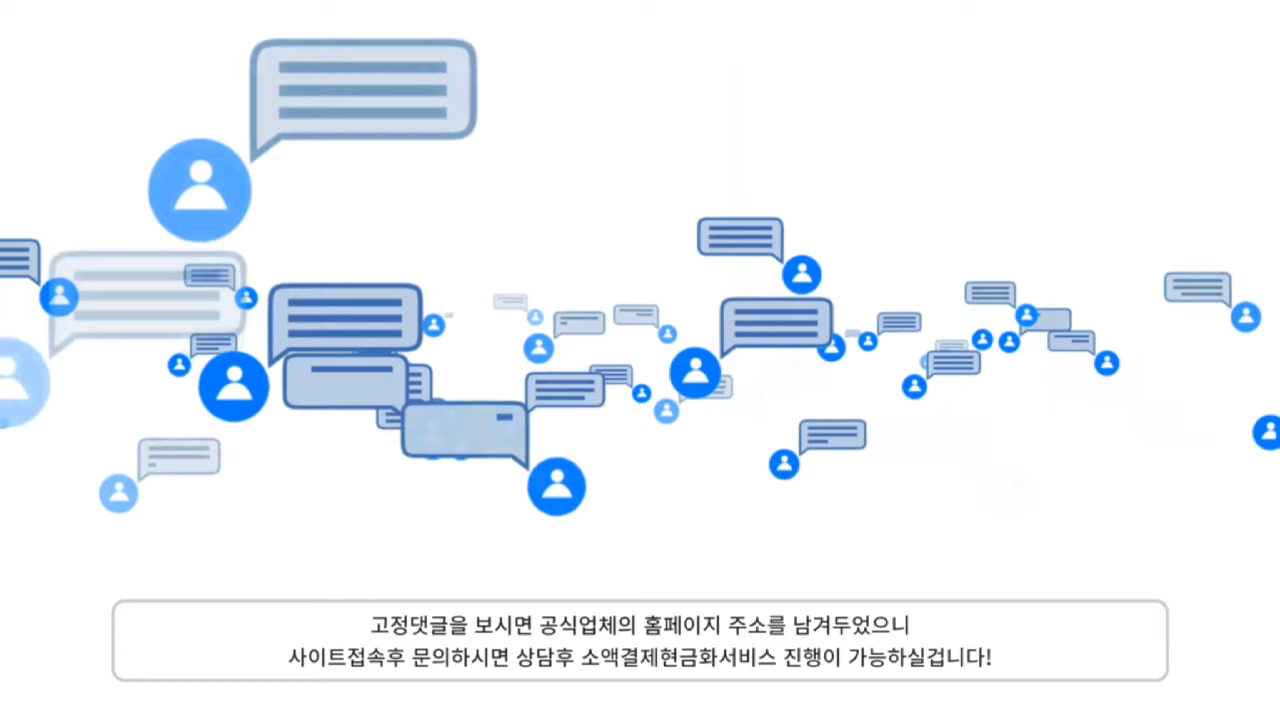 고정댓글을 보시면 공식업체의 홈페이지 주소를 남겨두었으니
사이트접속후 문의하시면 상담후 소액결제현금화서비스 진행이 가능하실겁니다!